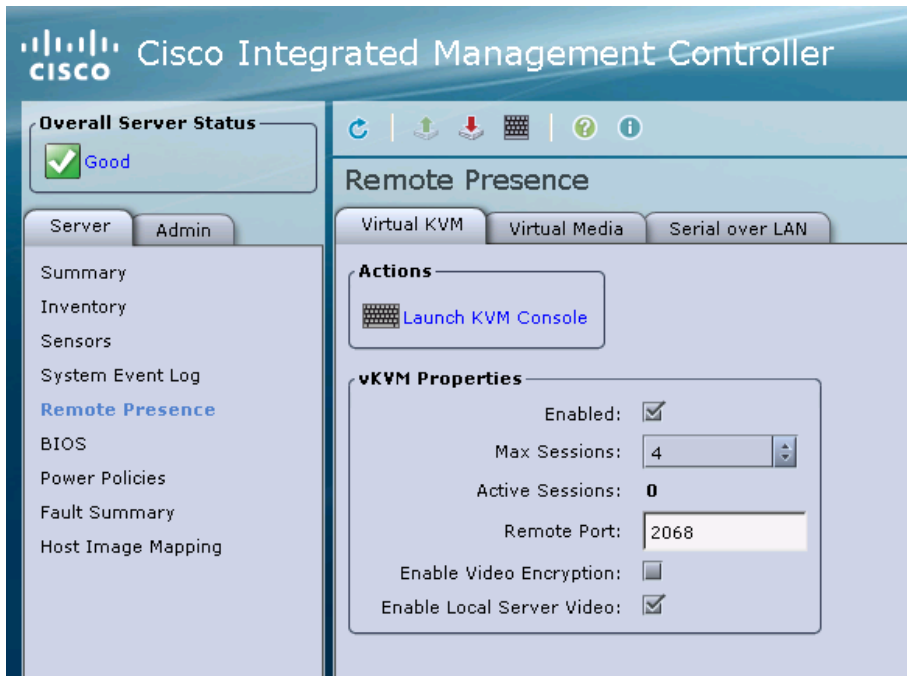 CISCO Cisco Integrated Management Controller
Overall Server Status
Good
Server
Admin
Summary
Inventory
Sensors
System Event Log
Remote Presence
BIOS
Power Policies
Fault Summary
Host Image Mapping
Remote Presence
Virtual KVM
Virtual Media
Serial over LAN
Actions
Launch KVM Console
vKVM Properties
Enabled:
Max Sessions: 4
Active Sessions: 0
Remote Port: 2068
Enable Video Encryption:
Enable Local Server Video: